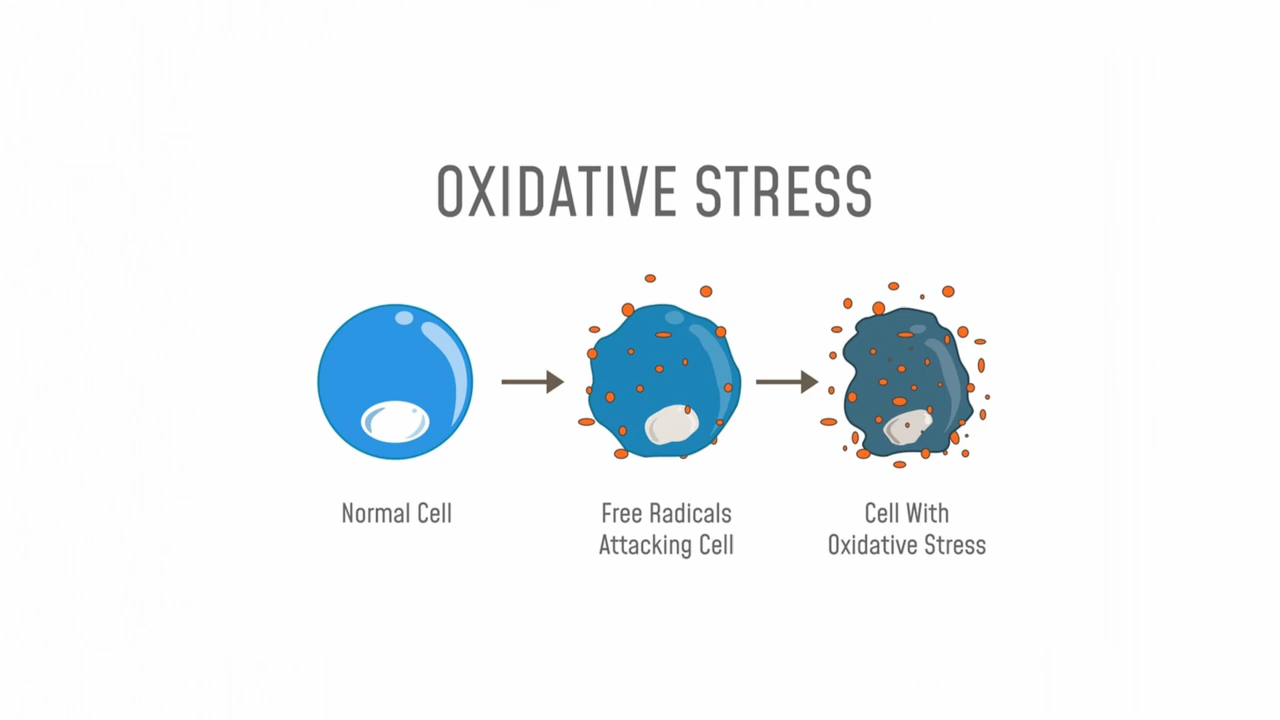 OXIDATIVE STRESS
Normal Cell
Free Radicals
Attacking Cell
Cell With
Oxidative Stress